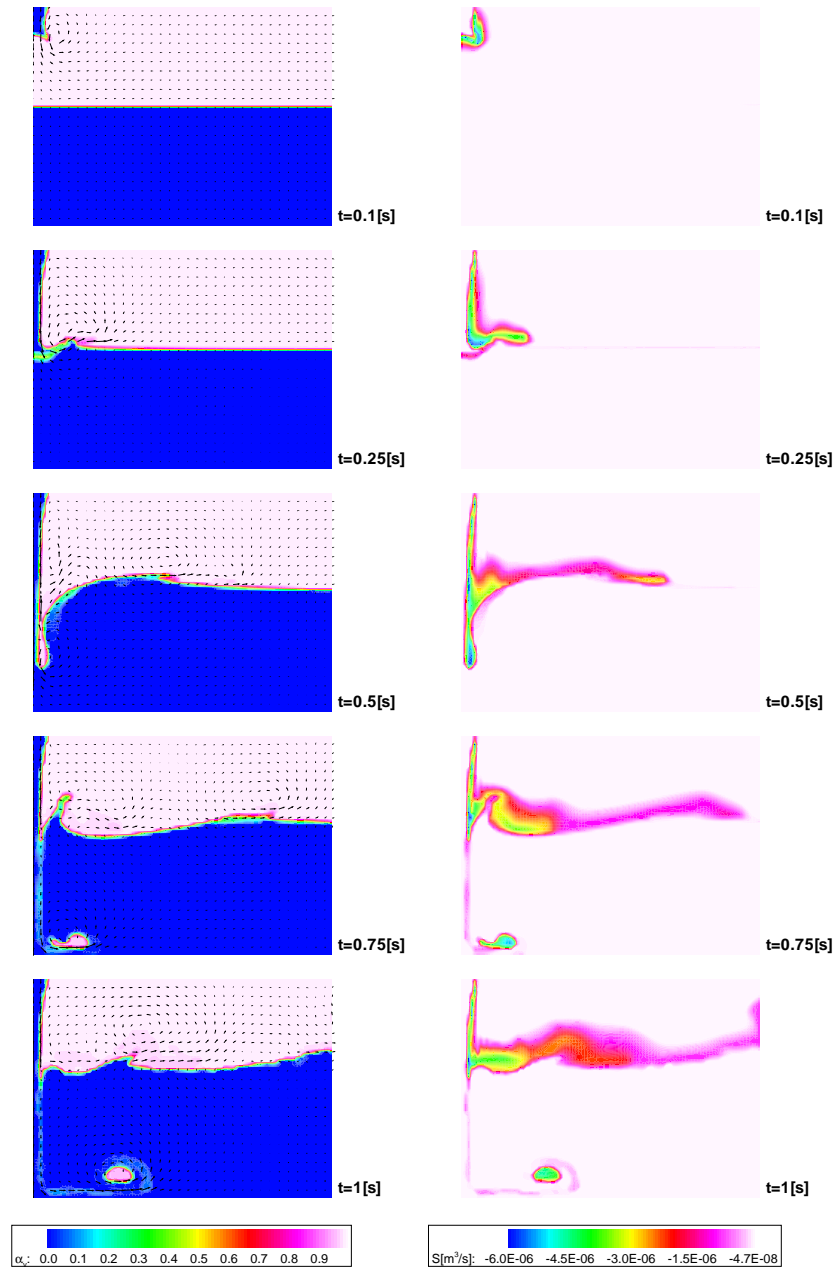 t=0.1[s] t=0.1[s]
t=0.25[s] t=0.25[s]
t=0.5[s] t=0.5[s]
t=0.75[s] t=0.75[s]
t=1[s] t=1[s]
αᵥ: 0.0 0.1 0.2 0.3 0.4 0.5 0.6 0.7 0.8 0.9
S[m³/s]: -6.0E-06 -4.5E-06 -3.0E-06 -1.5E-06 -4.7E-08